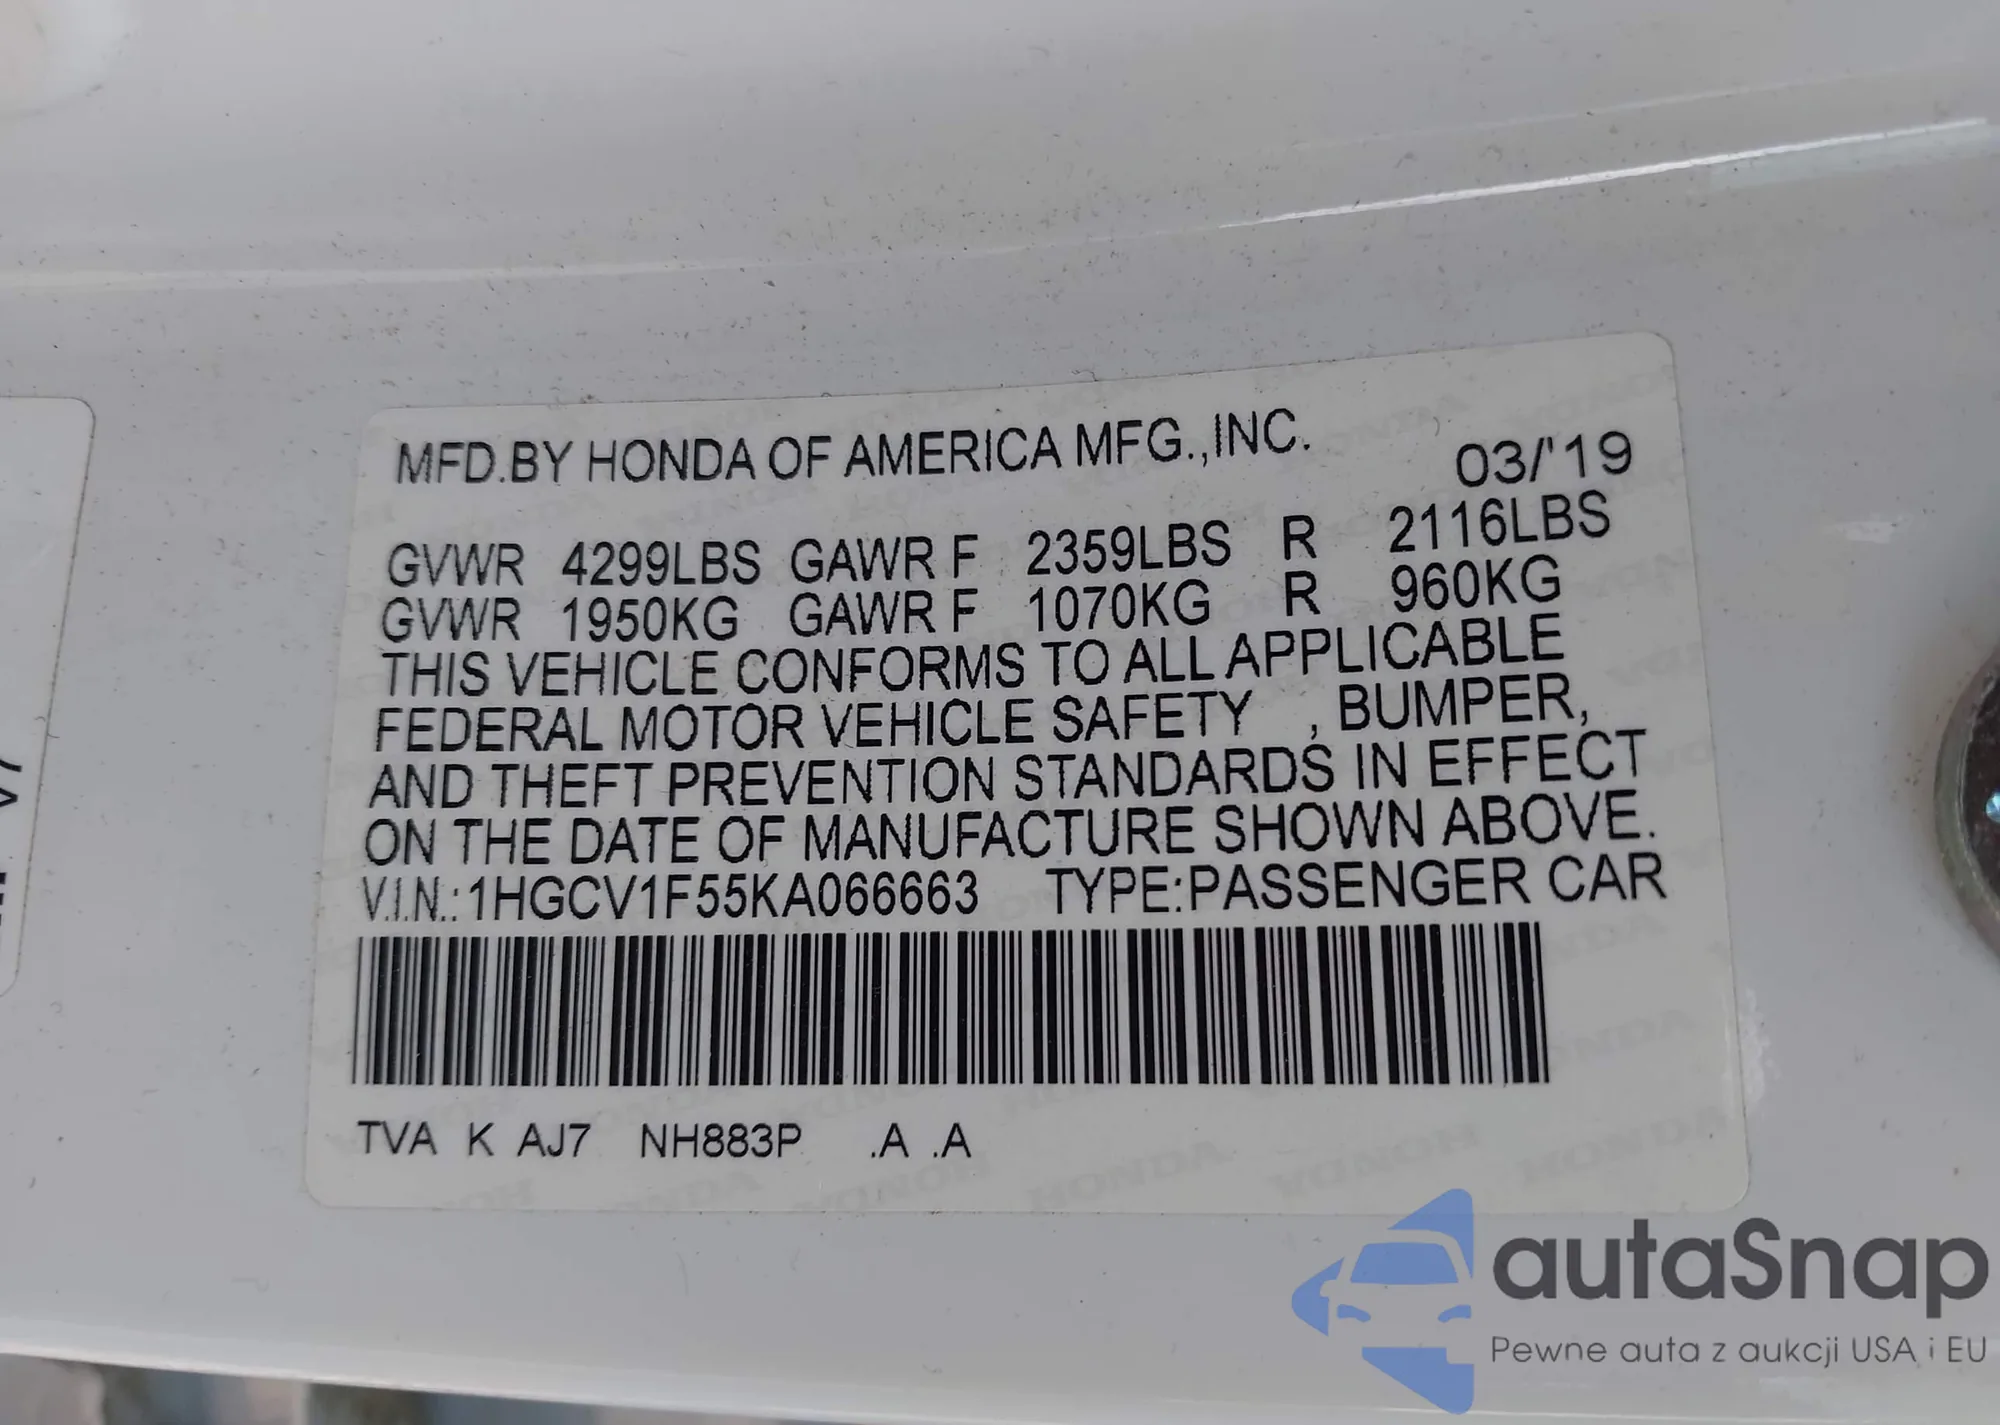 MFD.BY HONDA OF AMERICA MFG.,INC.
03/'19
GVWR 4299LBS GAWR F 2359LBS R 2116LBS
GVWR 1950KG GAWR F 1070KG R 960KG
THIS VEHICLE CONFORMS TO ALL APPLICABLE
FEDERAL MOTOR VEHICLE SAFETY , BUMPER,
AND THEFT PREVENTION STANDARDS IN EFFECT
ON THE DATE OF MANUFACTURE SHOWN ABOVE.
V.I.N.:1HGCV1F55KA066663 TYPE:PASSENGER CAR
TVA K AJ7 NH883P .A .A
autaSnap
Pewne auta z aukcji USA i EU